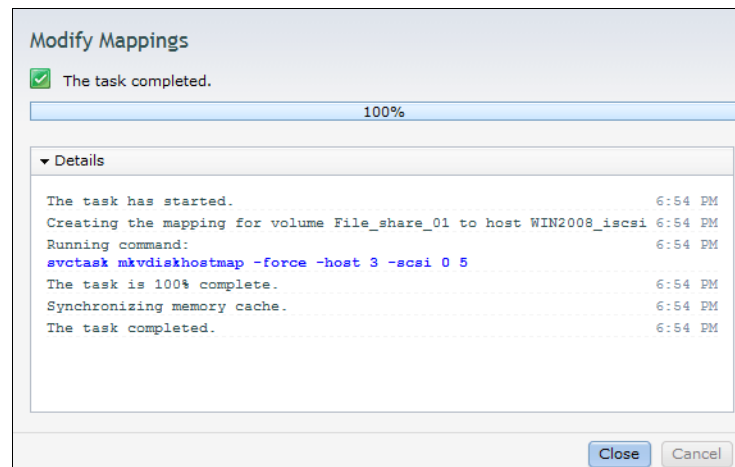 Modify Mappings
The task completed.
100%
Details
The task has started. 6:54 PM
Creating the mapping for volume File_share_01 to host WIN2008_iscsi 6:54 PM
Running command: 6:54 PM
svctask mkvdiskhostmap -force -host 3 -scsi 0 5
The task is 100% complete. 6:54 PM
Synchronizing memory cache. 6:54 PM
The task completed. 6:54 PM
Close Cancel